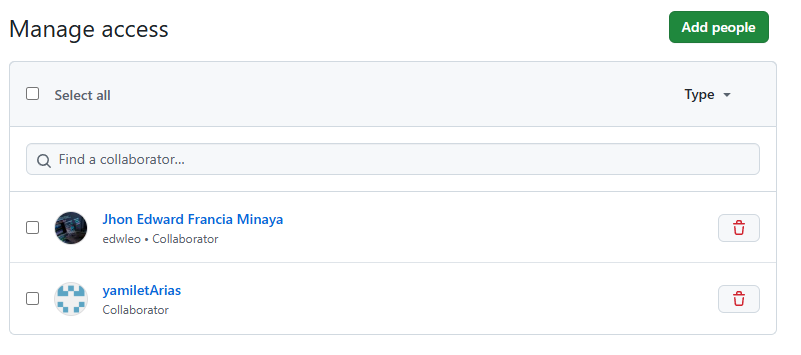 Manage access
Add people
Select all
Type
Find a collaborator...
Jhon Edward Francia Minaya
edwleo • Collaborator
yamiletArias
Collaborator